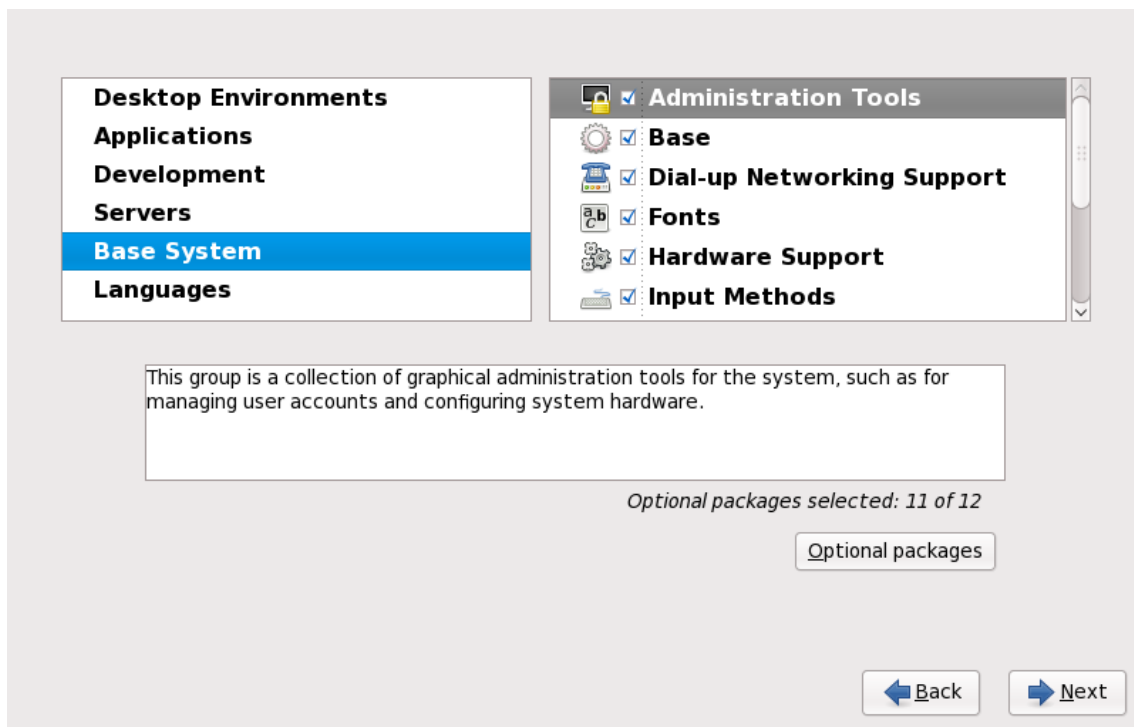 Desktop Environments
Applications
Development
Servers
Base System
Languages
Administration Tools
Base
Dial-up Networking Support
Fonts
Hardware Support
Input Methods
This group is a collection of graphical administration tools for the system, such as for
managing user accounts and configuring system hardware.
Optional packages selected: 11 of 12
Optional packages
Back
Next